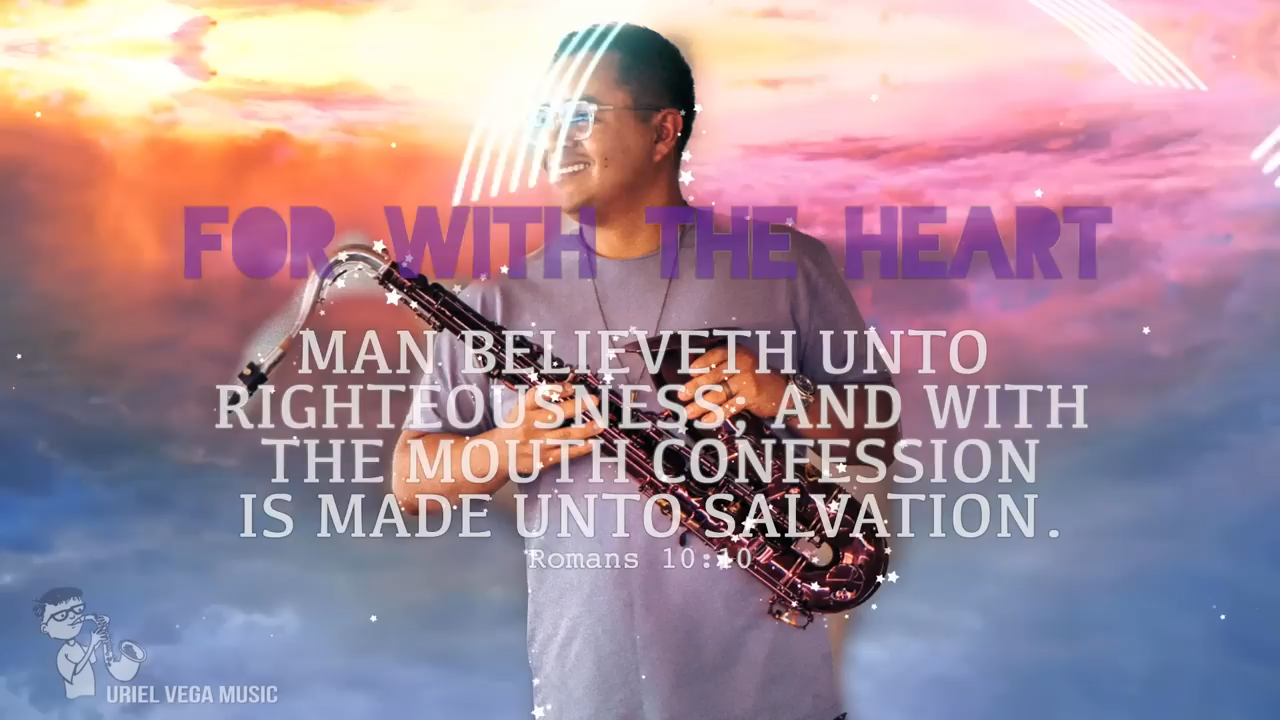 FOR WITH THE HEART
MAN BELIEVETH UNTO
RIGHTEOUSNESS; AND WITH
THE MOUTH CONFESSION
IS MADE UNTO SALVATION.
Romans 10:10
URIEL VEGA MUSIC